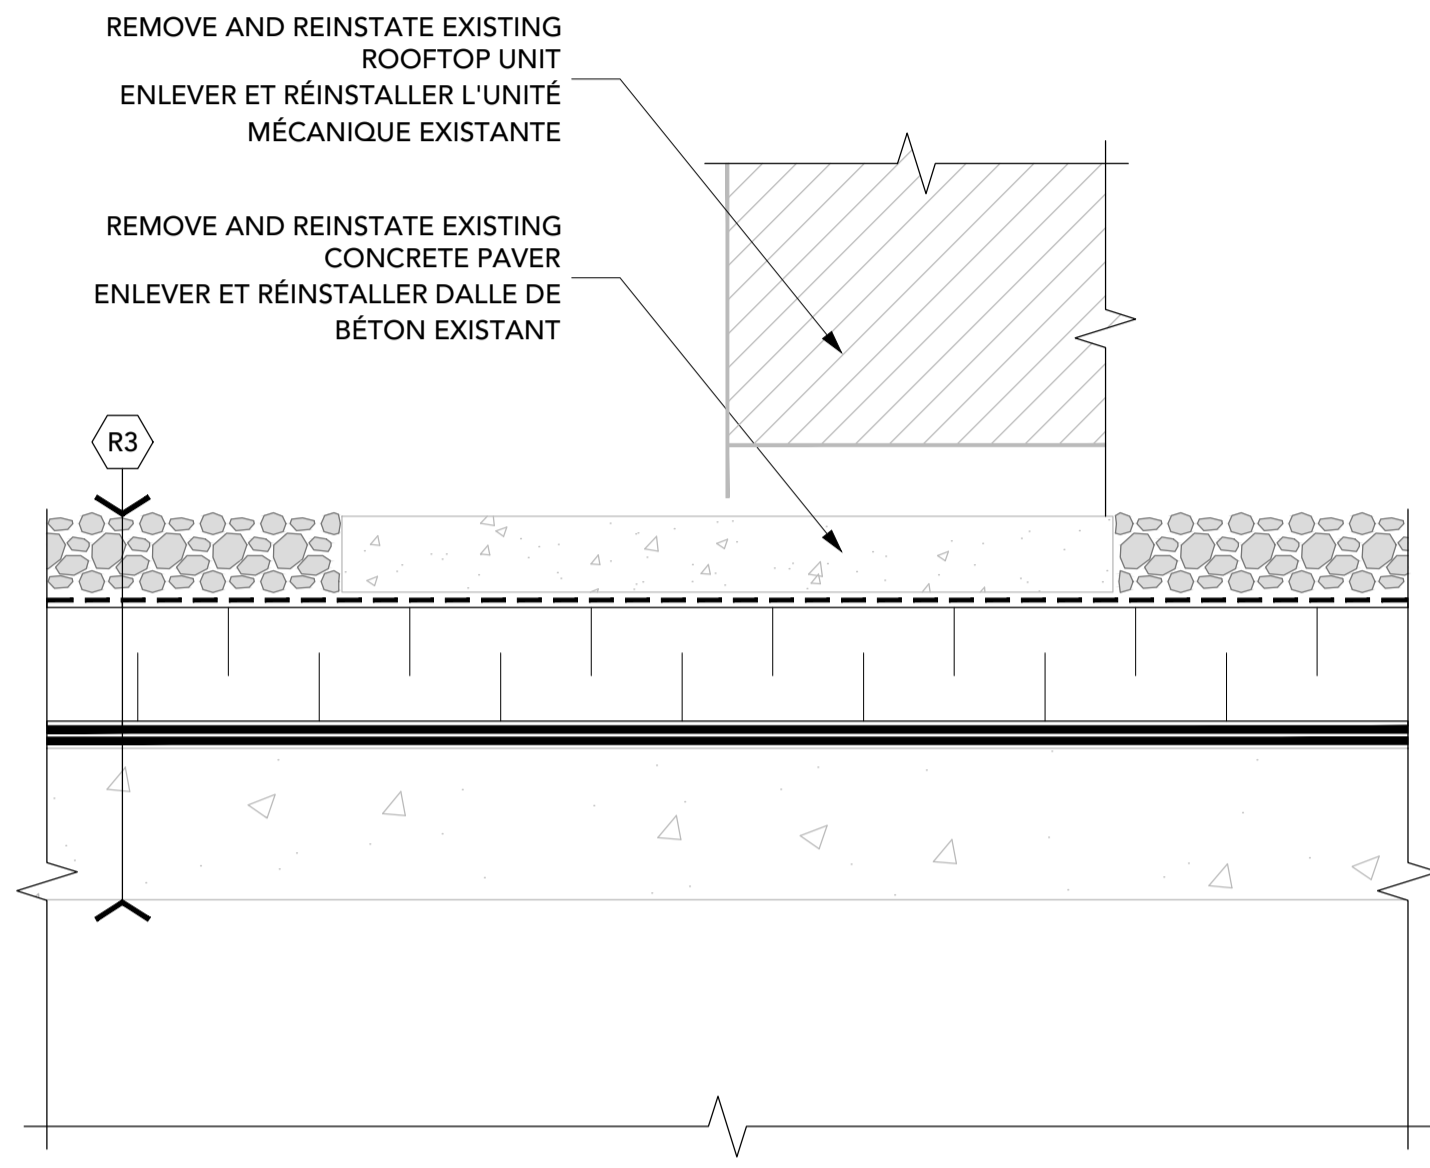 REMOVE AND REINSTATE EXISTING
ROOFTOP UNIT
ENLEVER ET RÉINSTALLER L'UNITÉ
MÉCANIQUE EXISTANTE
REMOVE AND REINSTATE EXISTING
CONCRETE PAVER
ENLEVER ET RÉINSTALLER DALLE DE
BÉTON EXISTANT
R3